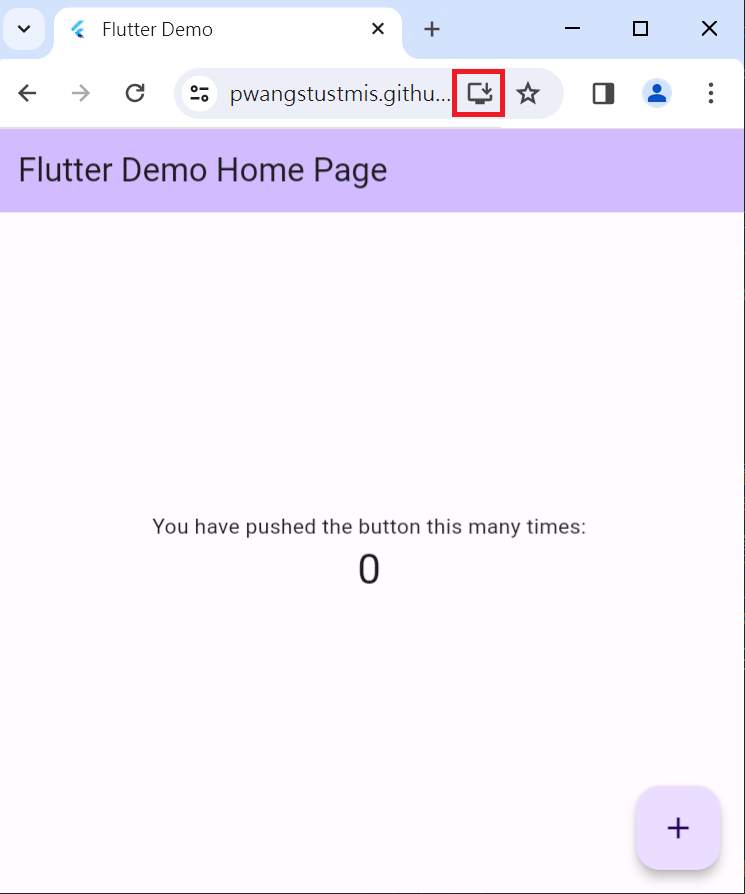 Flutter Demo
pwangstustmis.githu...
Flutter Demo Home Page
You have pushed the button this many times:
0